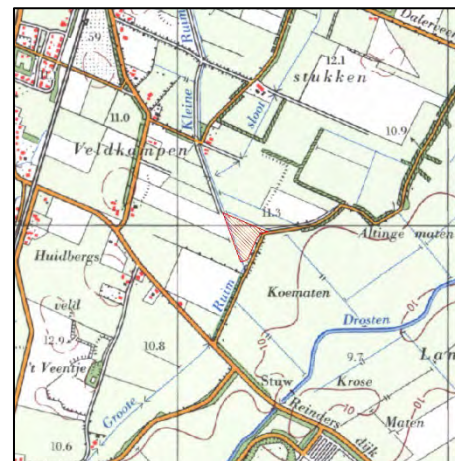 Dalerveen
59
Ruim
12.1
stukken
11.0
Kleine
sloot
10.9
Veldkampen
11.3
Altinge maten
Huidbergs
Ruim
Koematen
veld
Drosten
10
12.9
10.8
9.7
Lan
't Veentje
Stuw
Krose
Groote
10
Reinders
Maten
dijk
10.6